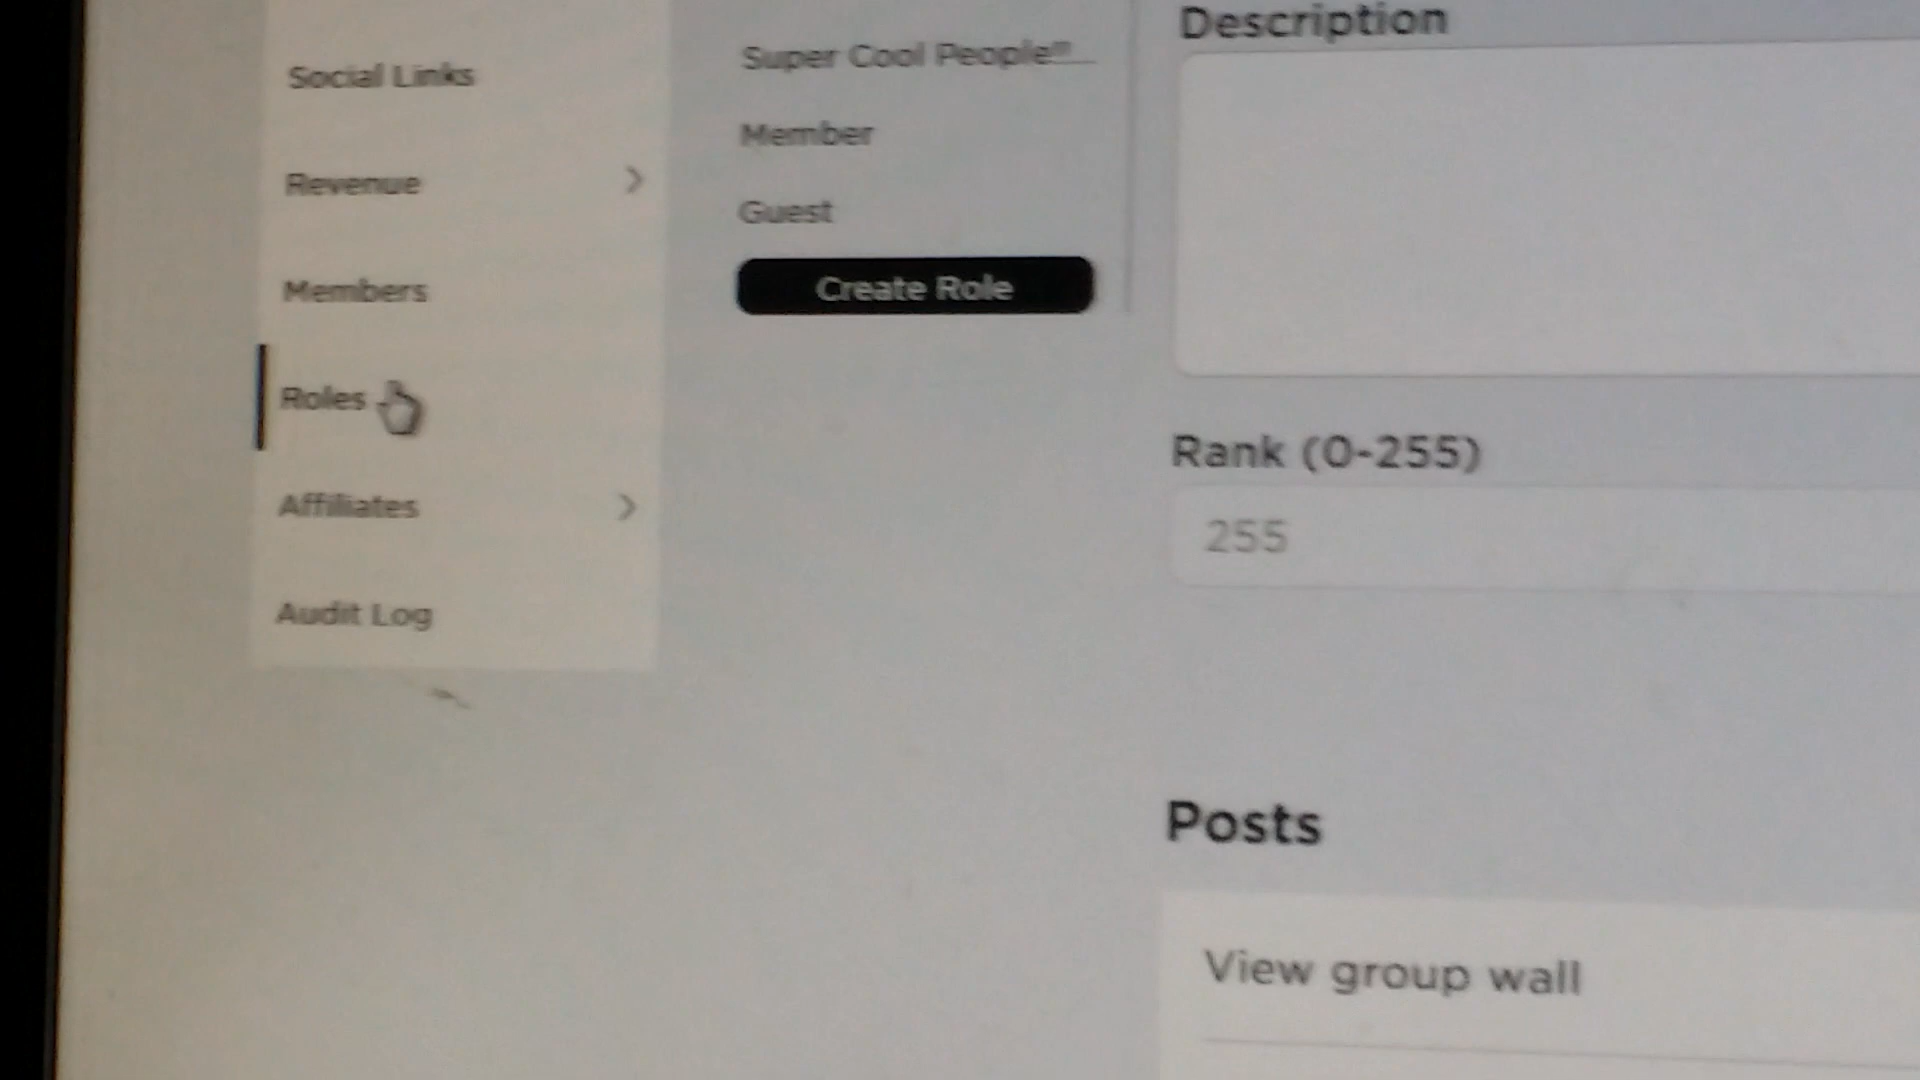 Social Links
Revenue
Members
Roles
Affiliates
Audit Log
Super Cool People!!!
Member
Guest
Create Role
Description
Rank (0-255)
255
Posts
View group wall